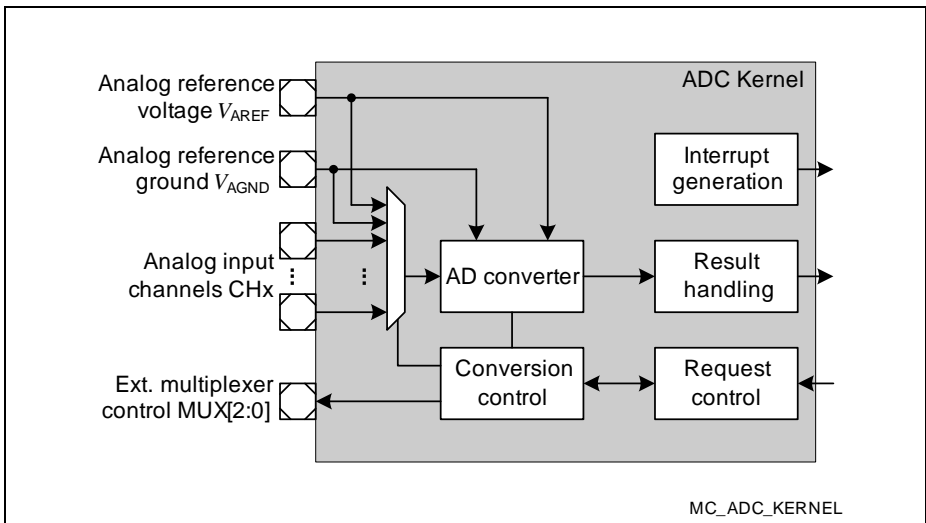 ADC Kernel
Analog reference
voltage VAREF
Analog reference
ground VAGND
Analog input
channels CHx
Ext. multiplexer
control MUX[2:0]
AD converter
Conversion
control
Interrupt
generation
Result
handling
Request
control
MC_ADC_KERNEL